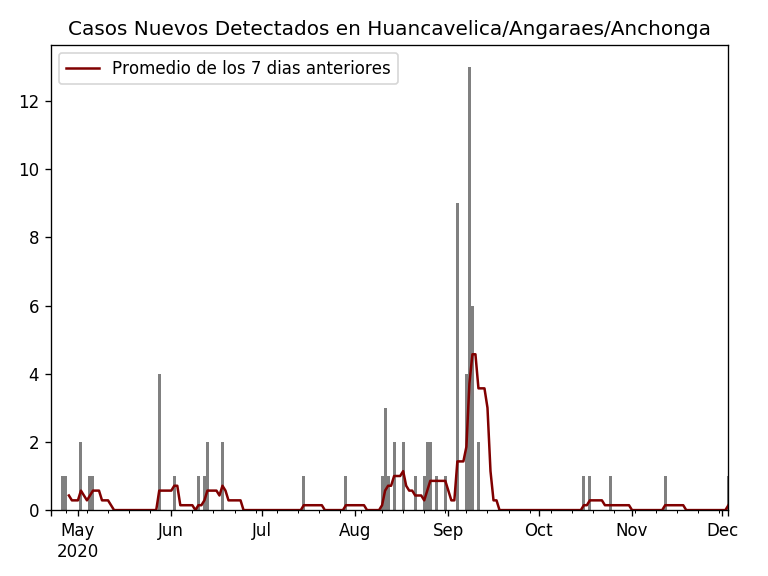 Casos Nuevos Detectados en Huancavelica/Angaraes/Anchonga
Promedio de los 7 dias anteriores
12
10
8
6
4
2
0
May Jun Jul Aug Sep Oct Nov Dec
2020